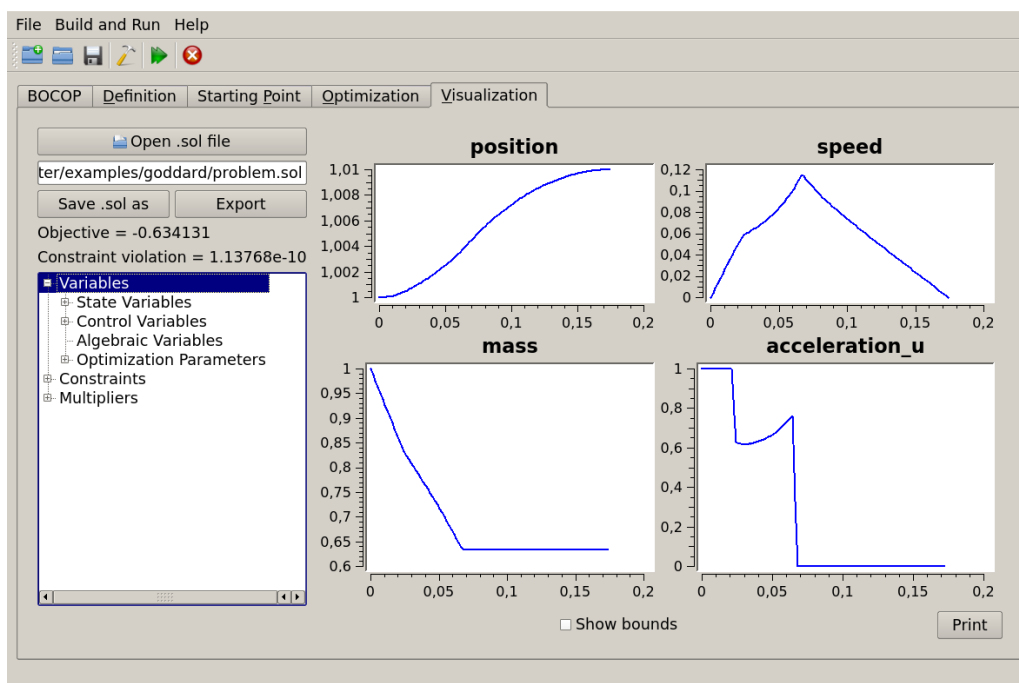 File Build and Run Help
BOCOP Definition Starting Point Optimization Visualization
Open .sol file
ter/examples/goddard/problem.sol
Save .sol as Export
Objective = -0.634131
Constraint violation = 1.13768e-10
Variables
State Variables
Control Variables
Algebraic Variables
Optimization Parameters
Constraints
Multipliers
position
1,01
1,008
1,006
1,004
1,002
1
0 0,05 0,1 0,15 0,2
speed
0,12
0,1
0,08
0,06
0,04
0,02
0
0 0,05 0,1 0,15 0,2
mass
1
0,95
0,9
0,85
0,8
0,75
0,7
0,65
0,6
0 0,05 0,1 0,15 0,2
acceleration_u
1
0,8
0,6
0,4
0,2
0
0 0,05 0,1 0,15 0,2
Show bounds
Print